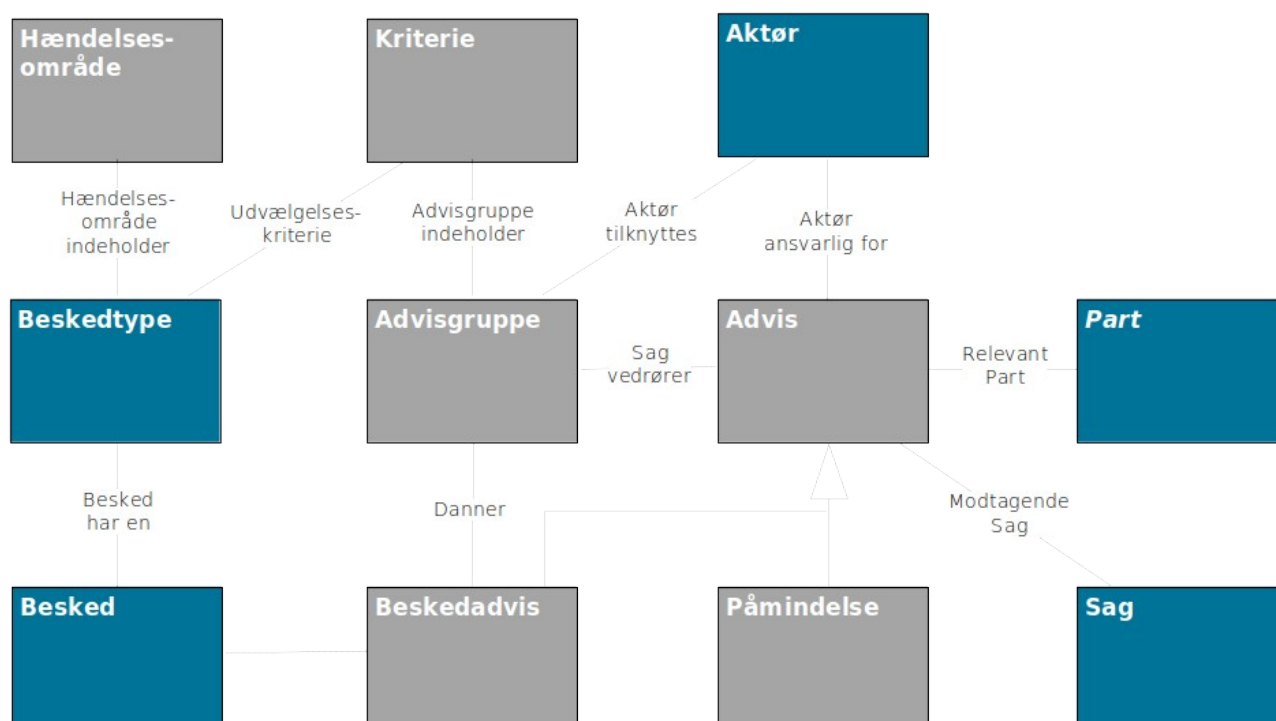 Hændelses-
område
Kriterie
Aktør
Hændelses-
område
indeholder
Udvælgelses-
kriterie
Advisgruppe
indeholder
Aktør
tilknyttes
Aktør
ansvarlig for
Beskedtype
Advisgruppe
Advis
Part
Sag
vedrører
Relevant
Part
Besked
har en
Danner
Modtagende
Sag
Besked
Beskedadvis
Påmindelse
Sag